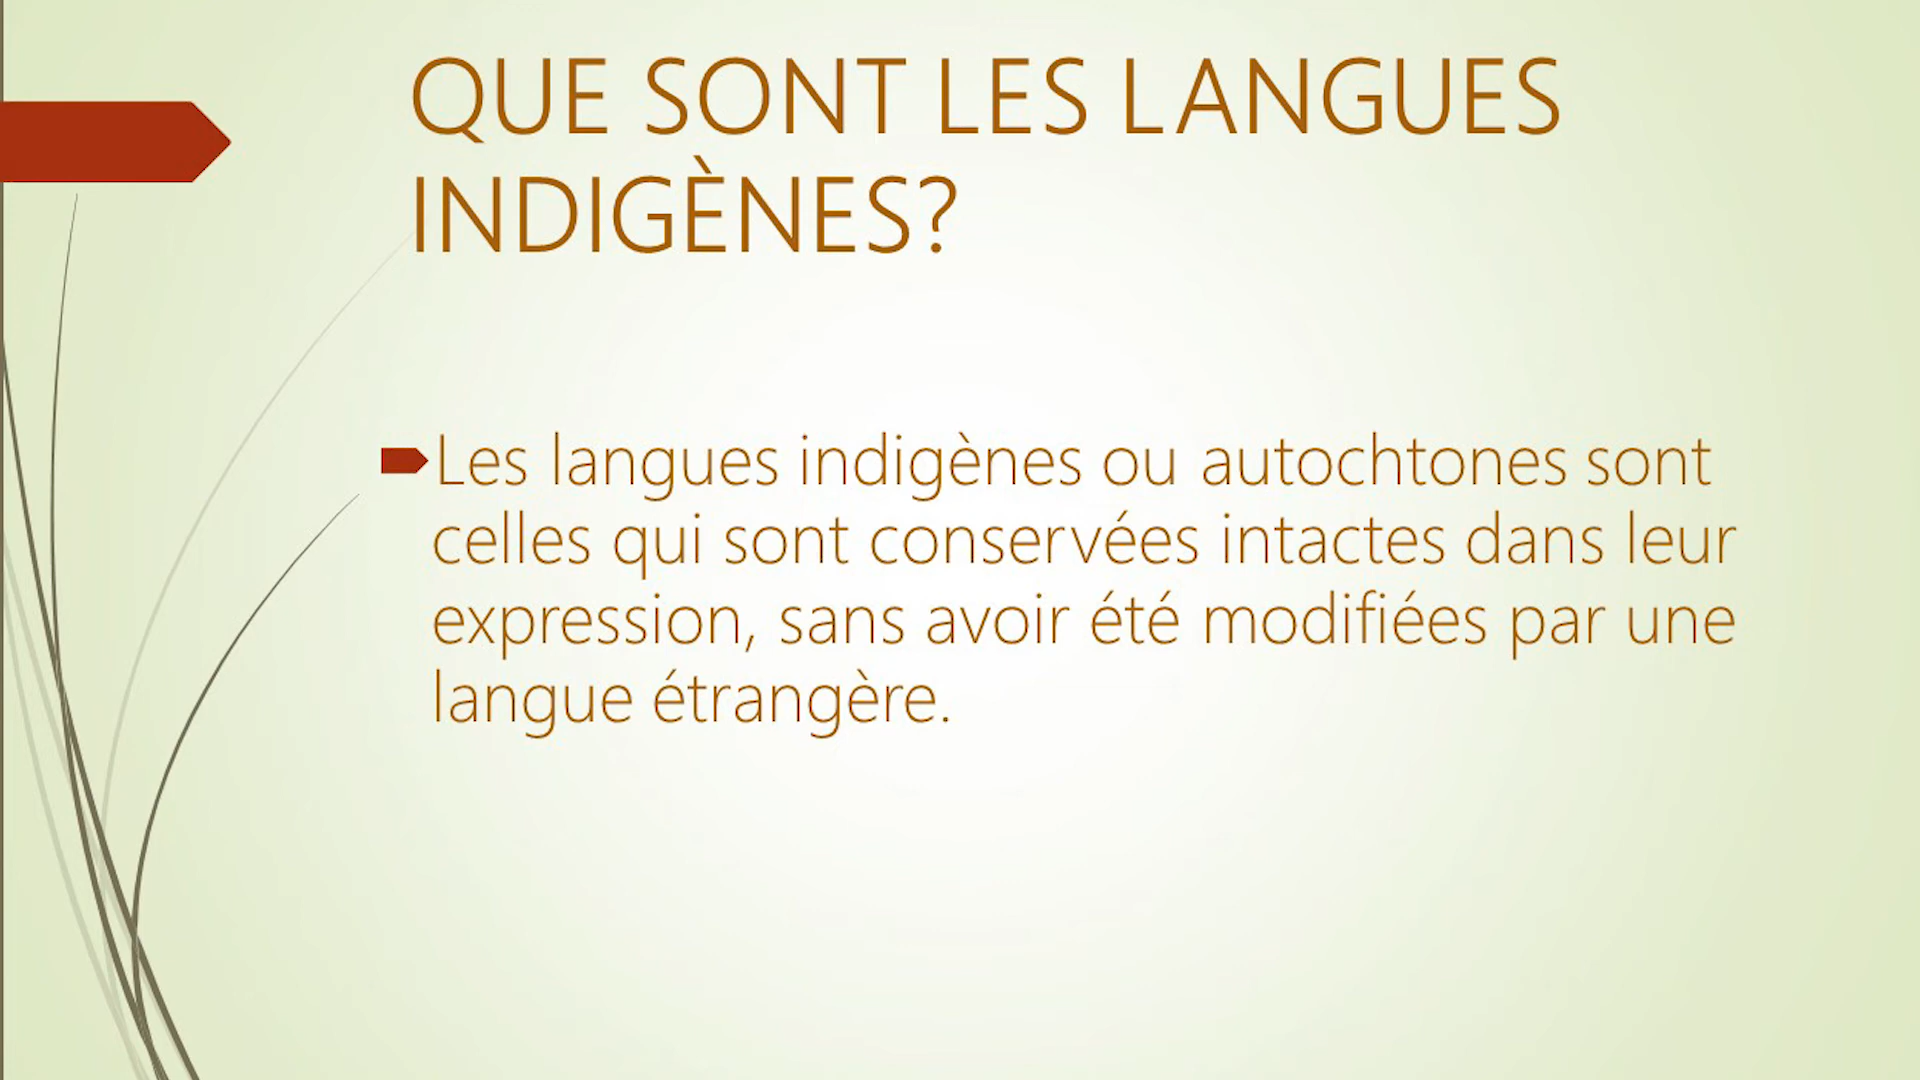 QUE SONT LES LANGUES
INDIGÈNES?
Les langues indigènes ou autochtones sont
celles qui sont conservées intactes dans leur
expression, sans avoir été modifiées par une
langue étrangère.